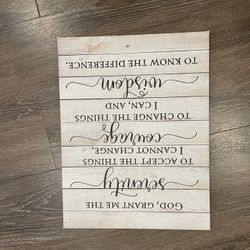 GOD, GRANT ME THE
serenity
TO ACCEPT THE THINGS
I CANNOT CHANGE,
courage
TO CHANGE THE THINGS
I CAN, AND
wisdom
TO KNOW THE DIFFERENCE.